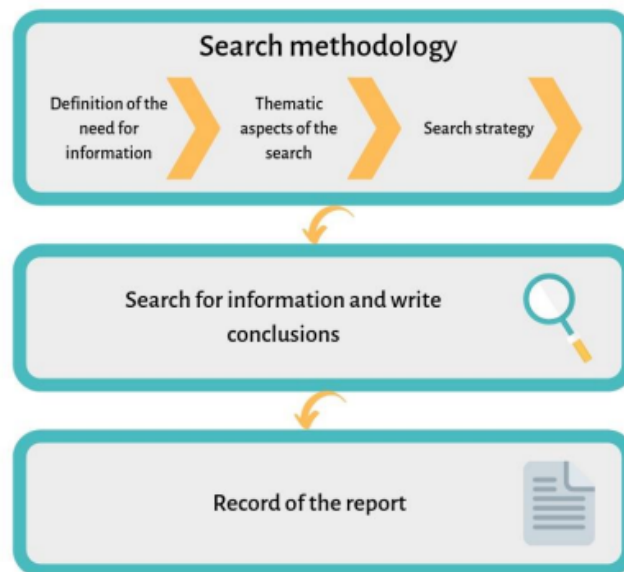 Search methodology
Definition of the
need for
information
Thematic
aspects of the
search
Search strategy
Search for information and write
conclusions
Record of the report